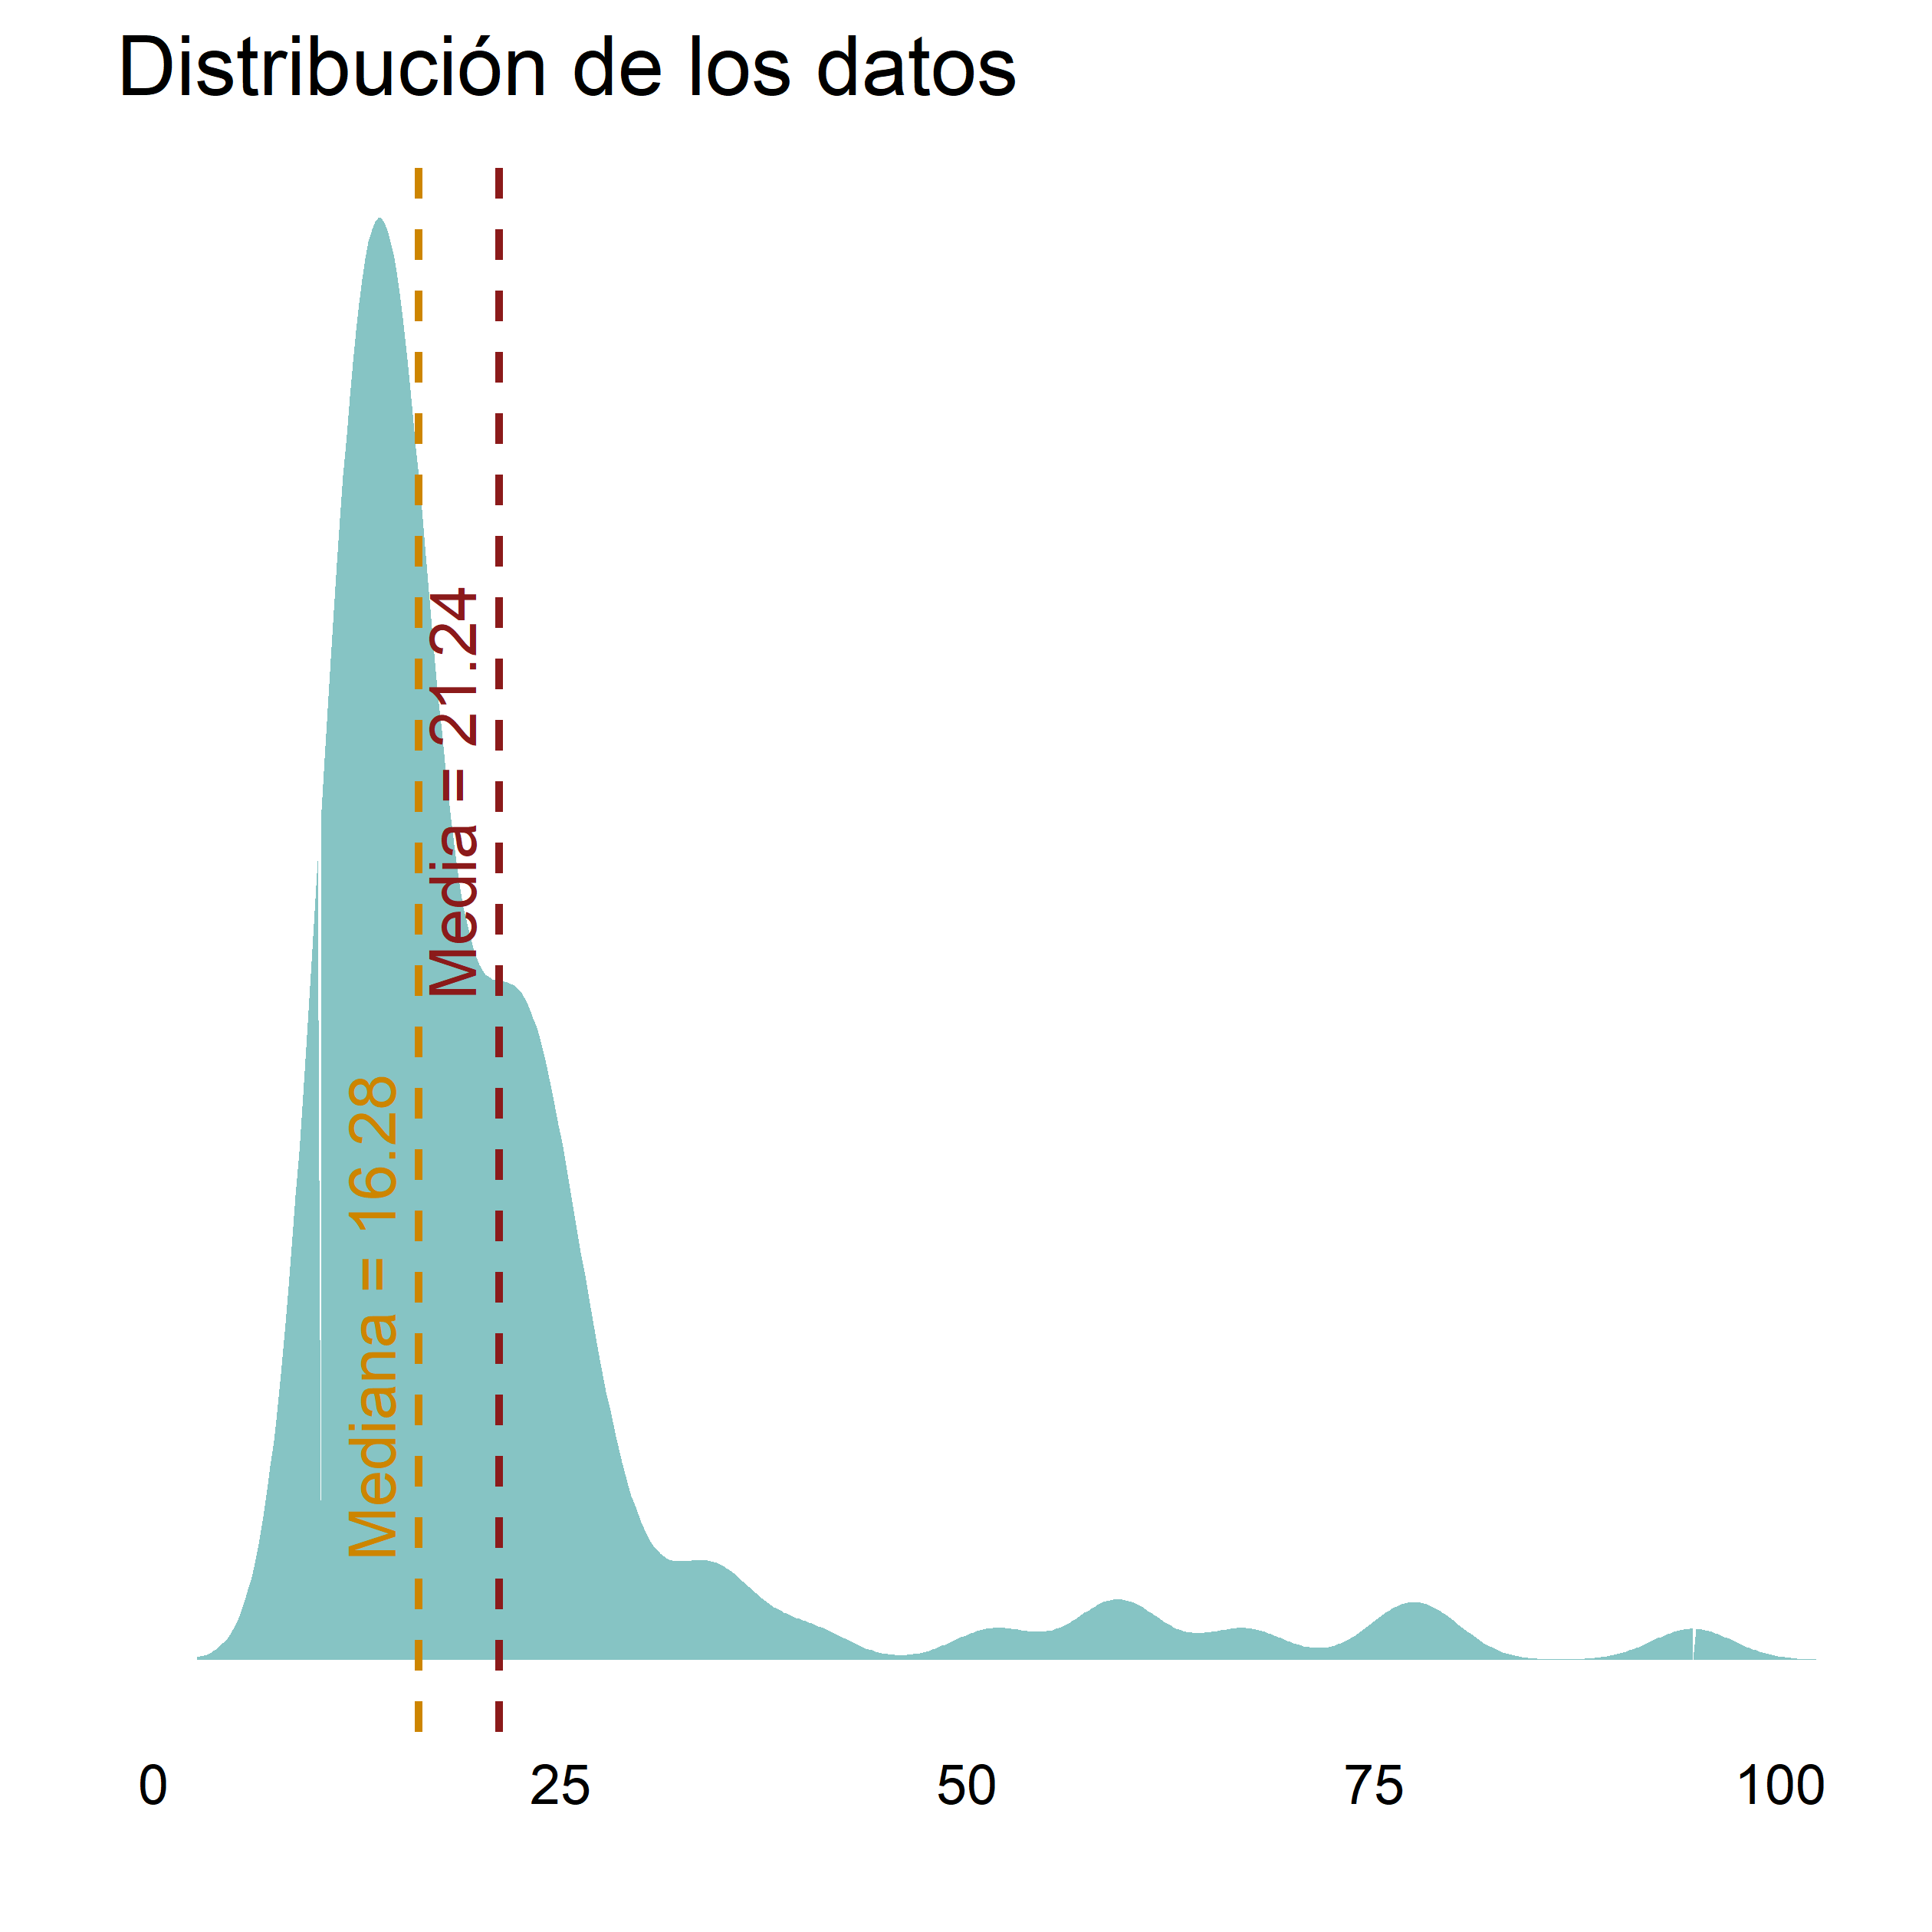 Distribución de los datos
Media = 21.24
Mediana = 16.28
0 25 50 75 100